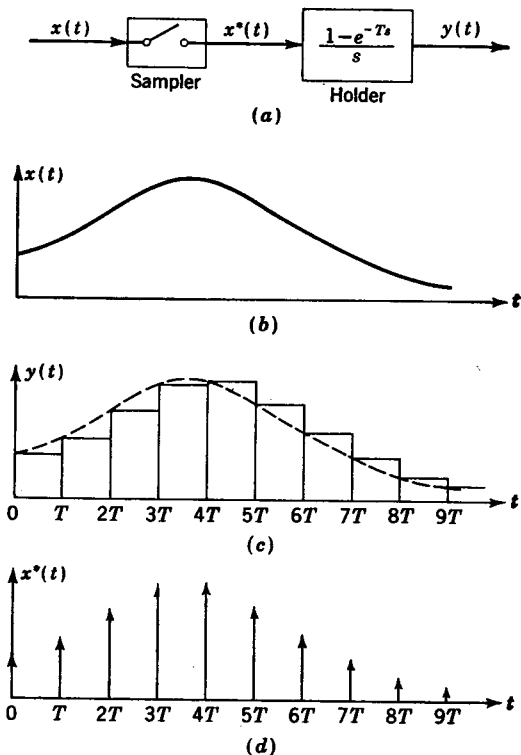 x(t) x*(t) 1−e^{−Ts} / s y(t)
Sampler Holder
(a)
x(t)
t
(b)
y(t)
t
0 T 2T 3T 4T 5T 6T 7T 8T 9T
(c)
x*(t)
t
0 T 2T 3T 4T 5T 6T 7T 8T 9T
(d)